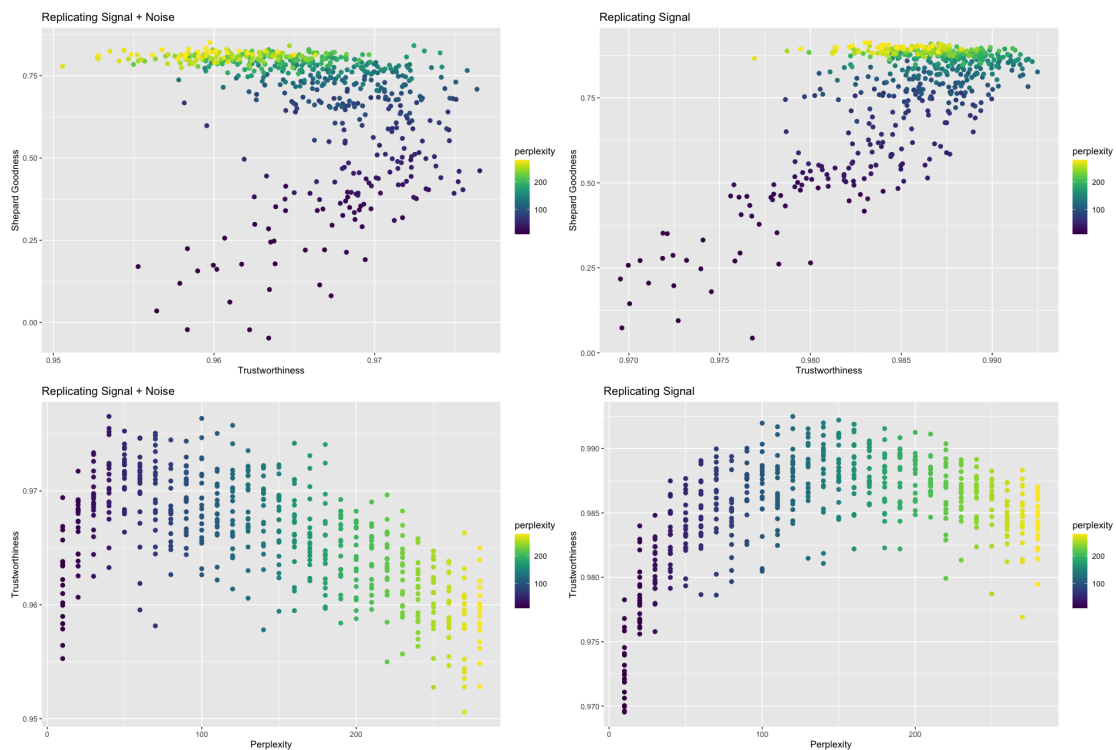 Replicating Signal + Noise
Shepard Goodness
0.75
0.50
0.25
0.00
0.95
0.96
0.97
Trustworthiness
perplexity
200
100
Replicating Signal
Shepard Goodness
0.75
0.50
0.25
0.00
0.970
0.975
0.980
0.985
0.990
Trustworthiness
perplexity
200
100
Replicating Signal + Noise
Trustworthiness
0.97
0.96
0.95
0
100
200
Perplexity
perplexity
200
100
Replicating Signal
Trustworthiness
0.990
0.985
0.980
0.975
0.970
0
100
200
Perplexity
perplexity
200
100